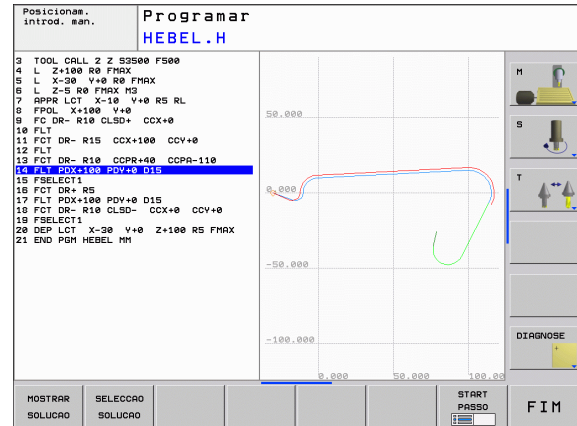 Posicionam.
introd. man.
Programar
HEBEL.H
3 TOOL CALL 2 Z S3500 F500
4 L Z+100 R0 FMAX
5 L X-30 Y+0 R0 FMAX
6 L Z-5 R0 FMAX M3
7 APPR LCT X-10 Y+0 R5 RL
8 FPOL X+100 Y+0
9 FC DR- R10 CLSD+ CCX+0
10 FLT
11 FCT DR- R15 CCX+100 CCY+0
12 FLT
13 FCT DR- R10 CCPR+40 CCPA-110
14 FLT PDX+100 PDY+0 D15
15 FSELECT1
16 FCT DR+ R5
17 FLT PDX+100 PDY+0 D15
18 FCT DR- R10 CLSD- CCX+0 CCY+0
19 FSELECT1
20 DEP LCT X-30 Y+0 Z+100 R5 FMAX
21 END PGM HEBEL MM
50.000
0.000
-50.000
-100.000
0.000 50.000 100.00
M
S
T
DIAGNOSE
MOSTRAR
SOLUCAO
SELECCAO
SOLUCAO
START
PASSO
FIM